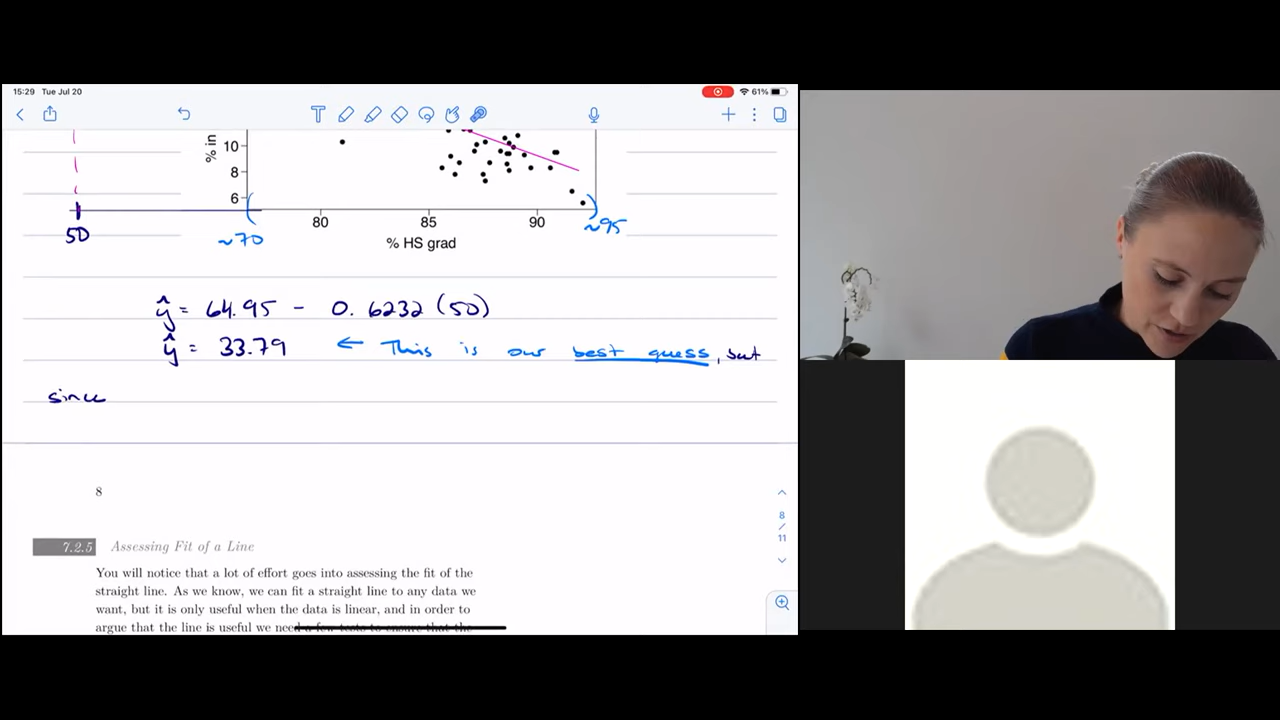 15:29 Tue Jul 20
61%
% in
10
8
6
80 85 90
50
~70
~95
% HS grad
ŷ = 64.95 - 0.6232 (50)
ŷ = 33.79 ← This is our best guess, but
since
8
7.2.5 Assessing Fit of a Line
You will notice that a lot of effort goes into assessing the fit of the
straight line. As we know, we can fit a straight line to any data we
want, but it is only useful when the data is linear, and in order to
argue that the line is useful we need a few tests to ensure that the
8
/
11